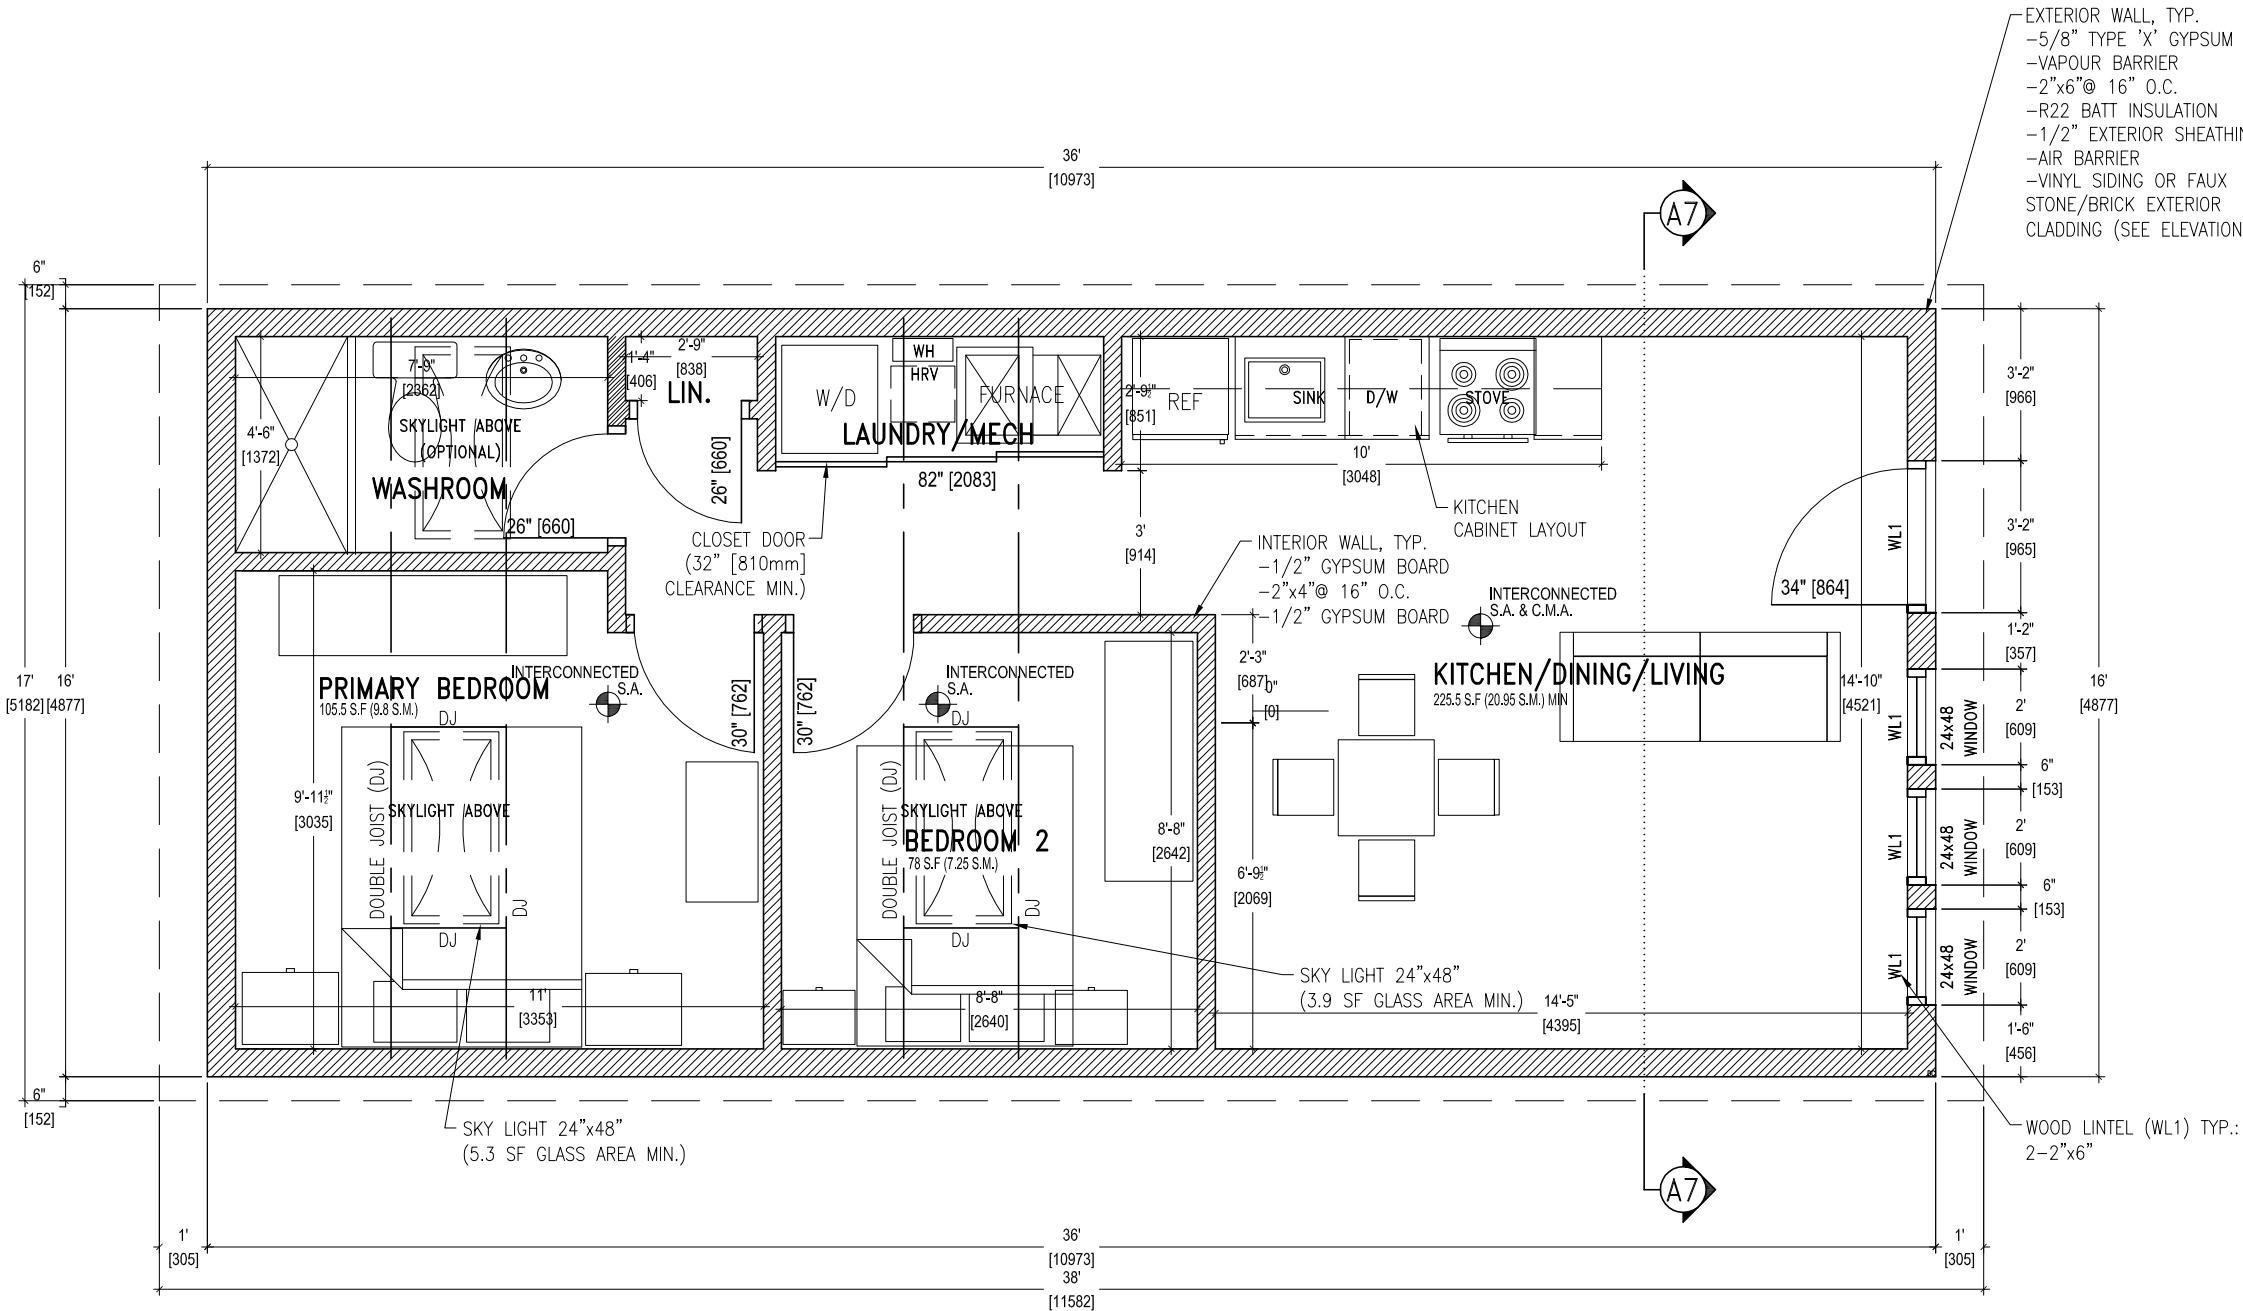 EXTERIOR WALL, TYP.
-5/8" TYPE 'X' GYPSUM
-VAPOUR BARRIER
-2"x6"@ 16" O.C.
-R22 BATT INSULATION
-1/2" EXTERIOR SHEATHIN
-AIR BARRIER
-VINYL SIDING OR FAUX
STONE/BRICK EXTERIOR
CLADDING (SEE ELEVATION
36'
[10973]
A7
6"
[152]
17'
[5182]
16'
[4877]
6"
[152]
7'-9"
[2362]
4'-6"
[1372]
SKYLIGHT ABOVE
(OPTIONAL)
WASHROOM
26" [660]
1'-4"
[406]
2'-9"
[838]
LIN.
26" [660]
W/D
WH
HRV
FURNACE
LAUNDRY/MECH
82" [2083]
CLOSET DOOR
(32" [810mm]
CLEARANCE MIN.)
2'-9½"
[851]
REF
SINK
D/W
STOVE
10'
[3048]
KITCHEN
CABINET LAYOUT
3'
[914]
INTERIOR WALL, TYP.
-1/2" GYPSUM BOARD
-2"x4"@ 16" O.C.
-1/2" GYPSUM BOARD
INTERCONNECTED
S.A. & C.M.A.
34" [864]
WL1
3'-2"
[966]
3'-2"
[965]
1'-2"
[357]
2'
[609]
6"
[153]
2'
[609]
6"
[153]
2'
[609]
1'-6"
[456]
16'
[4877]
WL1
24x48
WINDOW
WL1
24x48
WINDOW
WL1
24x48
WINDOW
PRIMARY BEDROOM
105.5 S.F (9.8 S.M.)
INTERCONNECTED
S.A.
30" [762]
30" [762]
INTERCONNECTED
S.A.
DJ
DOUBLE JOIST (DJ)
SKYLIGHT ABOVE
DJ
DJ
9'-11½"
[3035]
11'
[3353]
DJ
DOUBLE JOIST (DJ)
SKYLIGHT ABOVE
BEDROOM 2
78 S.F (7.25 S.M.)
DJ
DJ
8'-8"
[2642]
8'-8"
[2640]
2'-3"
[687]
0"
[0]
6'-9½"
[2069]
KITCHEN/DINING/LIVING
225.5 S.F (20.95 S.M.) MIN
14'-10"
[4521]
SKY LIGHT 24"x48"
(3.9 SF GLASS AREA MIN.)
14'-5"
[4395]
SKY LIGHT 24"x48"
(5.3 SF GLASS AREA MIN.)
WOOD LINTEL (WL1) TYP.:
2-2"x6"
A7
1'
[305]
36'
[10973]
1'
[305]
38'
[11582]